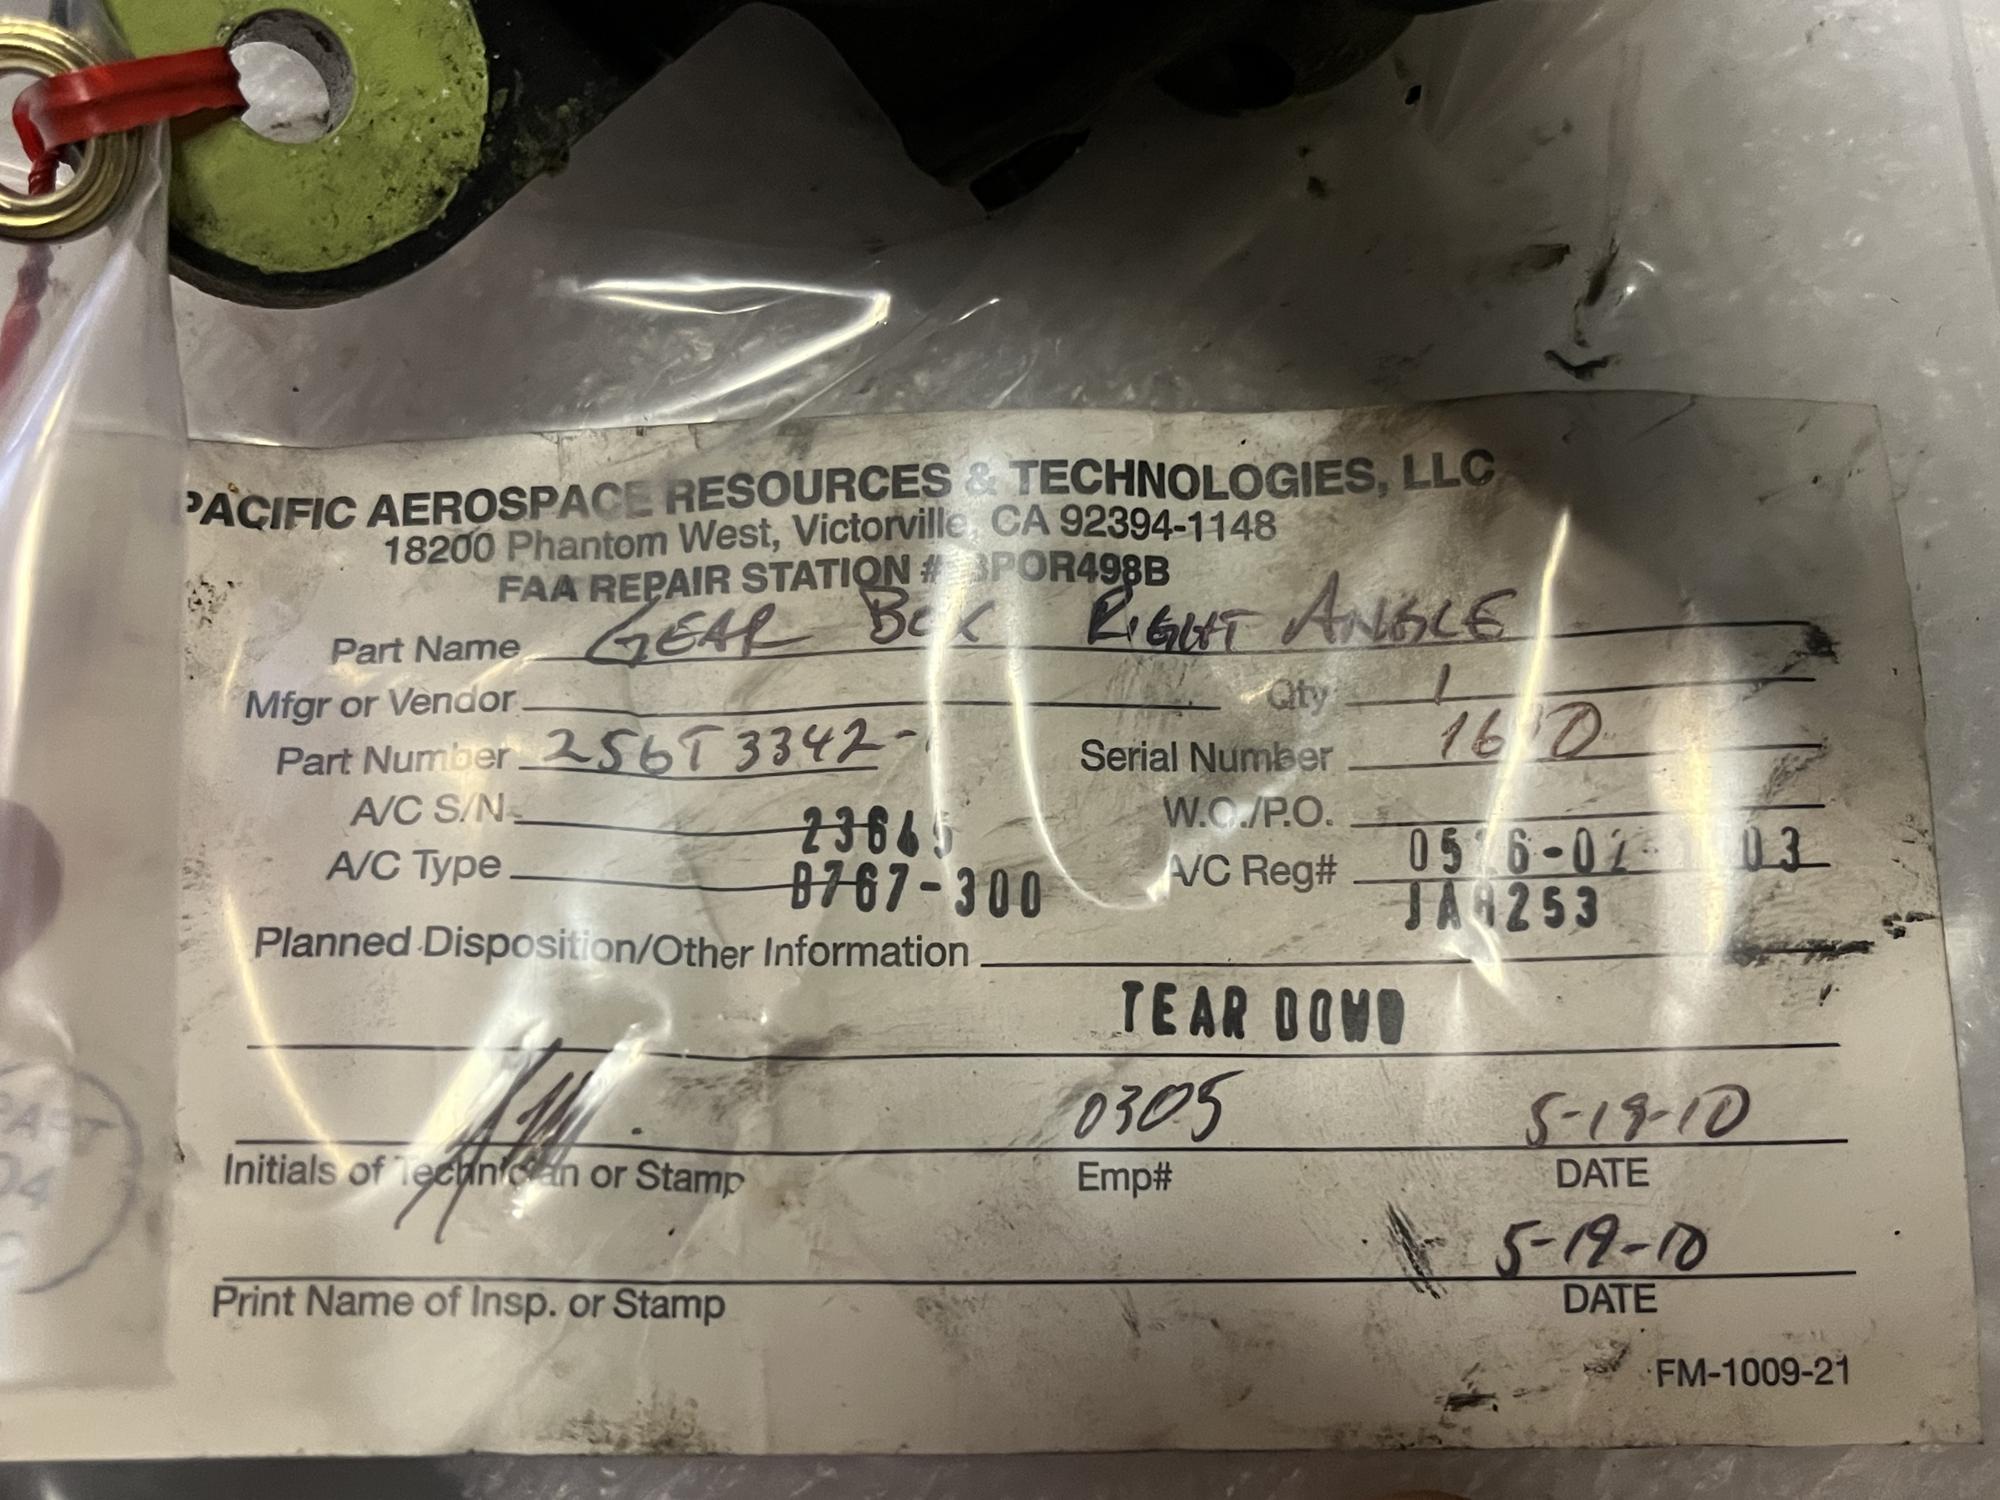 PACIFIC AEROSPACE RESOURCES & TECHNOLOGIES, LLC
18200 Phantom West, Victorville, CA 92394-1148
FAA REPAIR STATION #
Part Name GEAR BOX RIGHT ANGLE
Mfgr or Vendor Qty 1
Part Number 256T3342- Serial Number
A/C S/N 23645 W.O./P.O.
A/C Type B767-300 A/C Reg# JA8253
Planned Disposition/Other Information
TEAR DOWN
0305 5-19-10
Initials of Technician or Stamp Emp# DATE
5-19-10
Print Name of Insp. or Stamp DATE
FM-1009-21